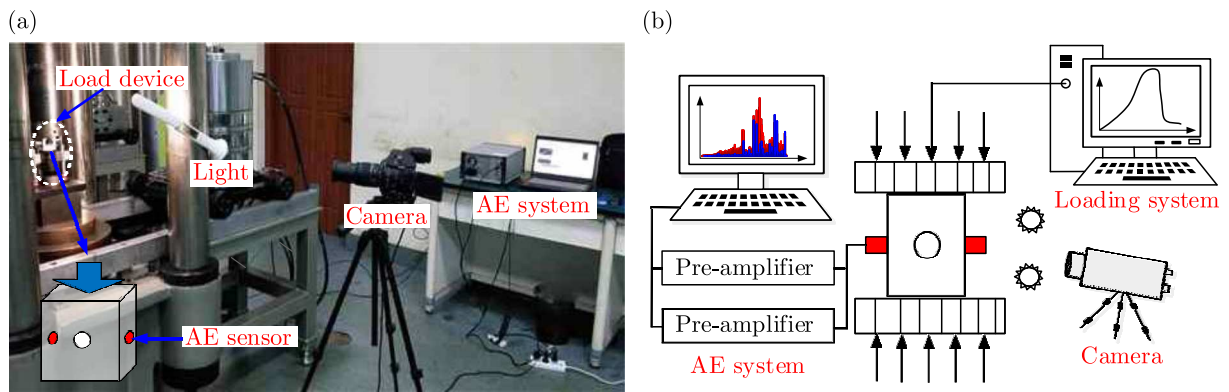 (a)
Load device
Light
Camera
AE system
AE sensor
(b)
Loading system
Pre-amplifier
Pre-amplifier
AE system
Camera